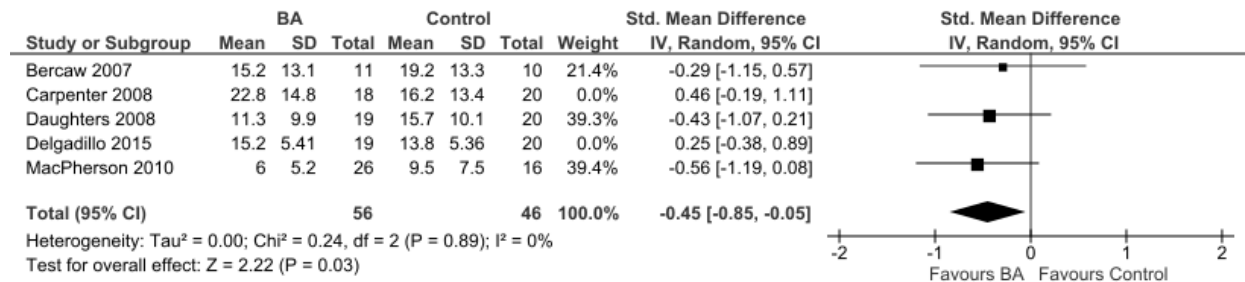 BA Control Std. Mean Difference Std. Mean Difference
Study or Subgroup Mean SD Total Mean SD Total Weight IV, Random, 95% CI IV, Random, 95% CI
Bercaw 2007 15.2 13.1 11 19.2 13.3 10 21.4% -0.29 [-1.15, 0.57]
Carpenter 2008 22.8 14.8 18 16.2 13.4 20 0.0% 0.46 [-0.19, 1.11]
Daughters 2008 11.3 9.9 19 15.7 10.1 20 39.3% -0.43 [-1.07, 0.21]
Delgadillo 2015 15.2 5.41 19 13.8 5.36 20 0.0% 0.25 [-0.38, 0.89]
MacPherson 2010 6 5.2 26 9.5 7.5 16 39.4% -0.56 [-1.19, 0.08]
Total (95% CI) 56 46 100.0% -0.45 [-0.85, -0.05]
Heterogeneity: Tau² = 0.00; Chi² = 0.24, df = 2 (P = 0.89); I² = 0%
Test for overall effect: Z = 2.22 (P = 0.03)
-2 -1 0 1 2
Favours BA Favours Control